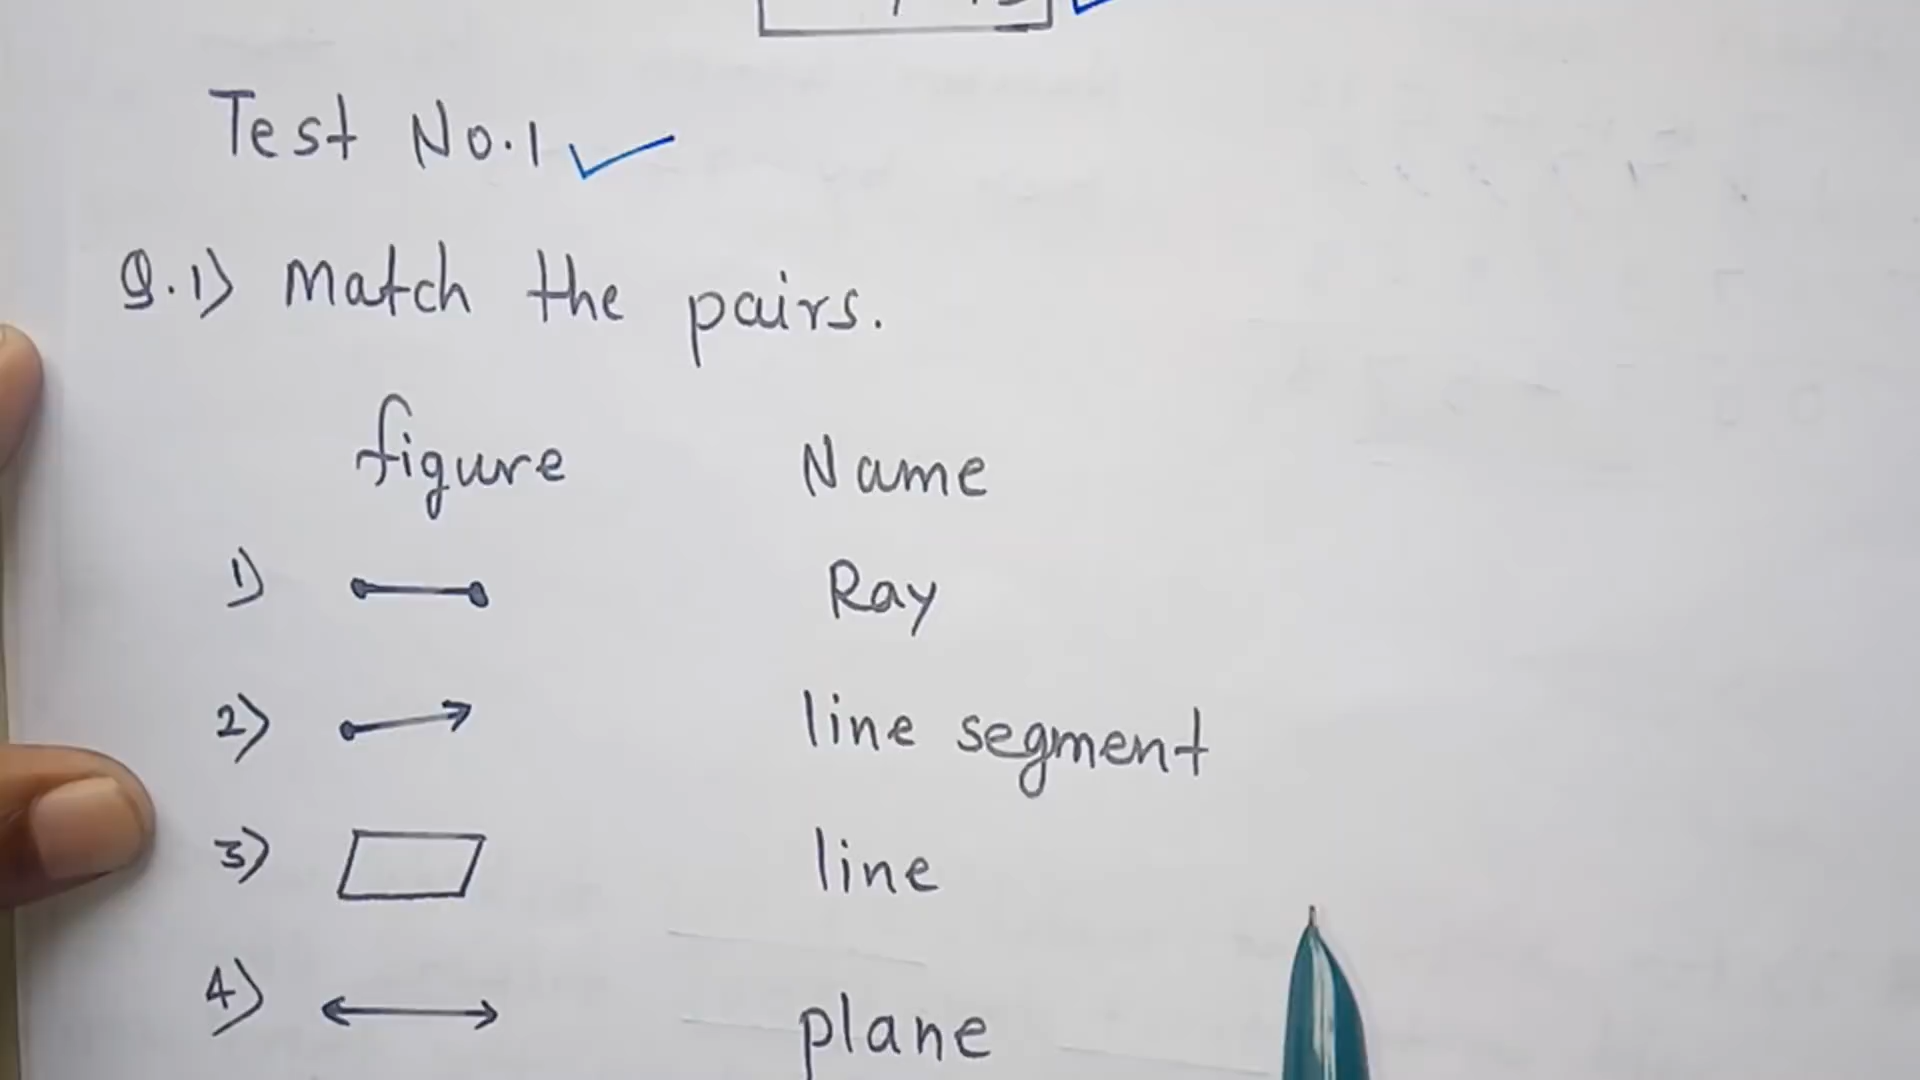 Test No.1
Q.1) Match the pairs.
figure Name
1) Ray
2) line segment
3) line
4) plane